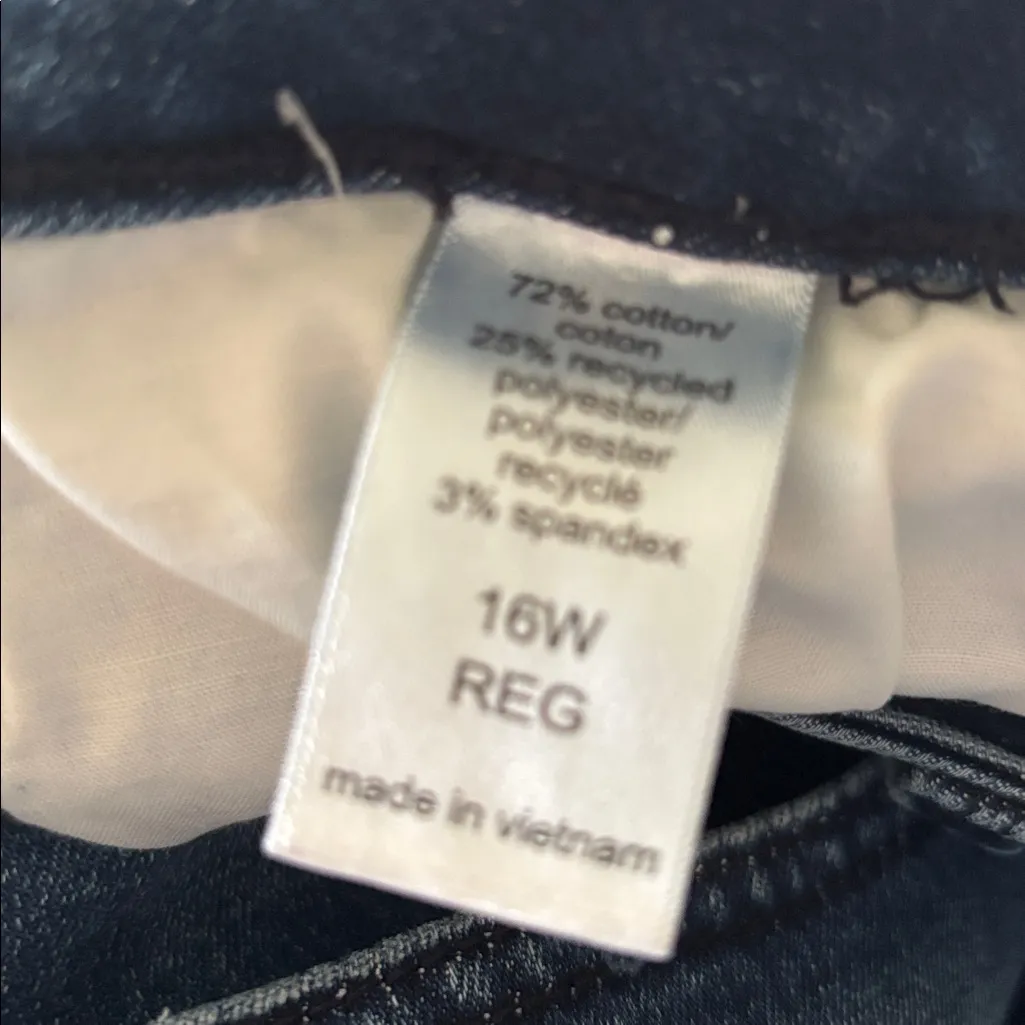 72% cotton/
coton
25% recycled
polyester/
polyester
recyclé
3% spandex
16W
REG
made in vietnam